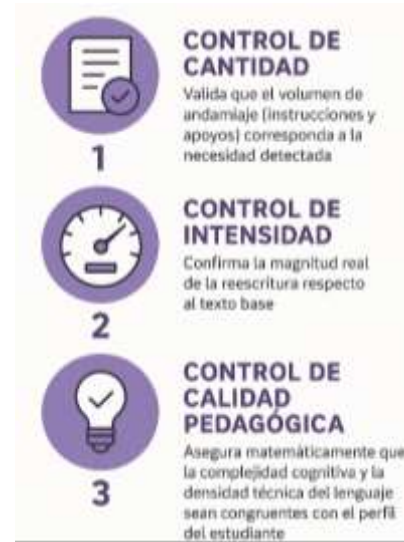 CONTROL DE
CANTIDAD
Valida que el volumen de
andamiaje (instrucciones y
apoyos) corresponda a la
necesidad detectada
1
CONTROL DE
INTENSIDAD
Confirma la magnitud real
de la reescritura respecto
al texto base
2
CONTROL DE
CALIDAD
PEDAGÓGICA
Asegura matemáticamente que
la complejidad cognitiva y la
densidad técnica del lenguaje
sean congruentes con el perfil
del estudiante
3